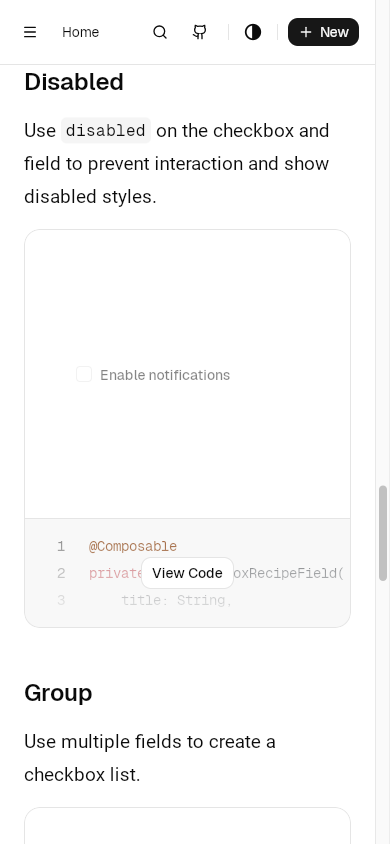 Home
New
Disabled
Use disabled on the checkbox and
field to prevent interaction and show
disabled styles.
Enable notifications
1 @Composable
2 private oxRecipeField(
View Code
3 title: String,
Group
Use multiple fields to create a
checkbox list.